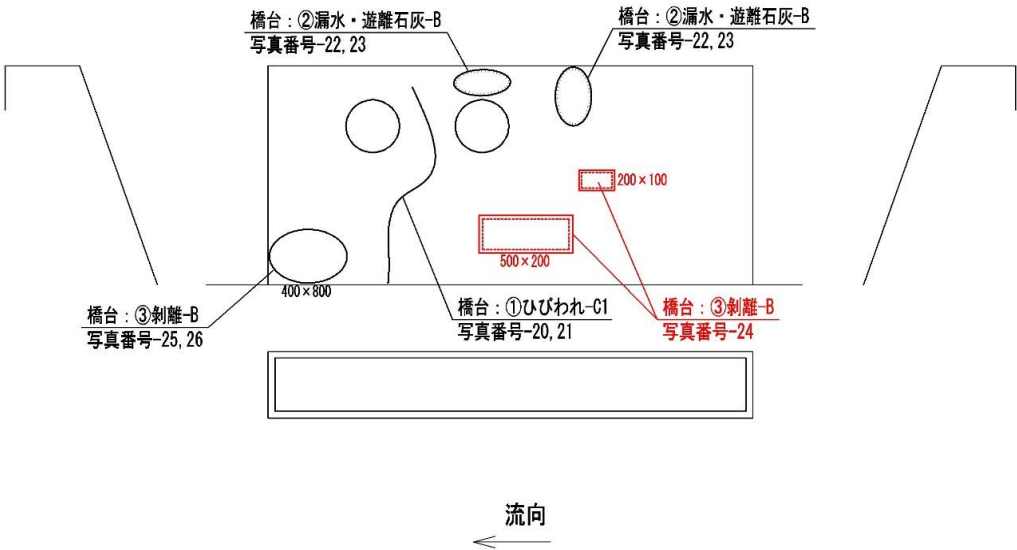 橋台：②漏水・遊離石灰-B
写真番号-22,23
橋台：②漏水・遊離石灰-B
写真番号-22,23
200×100
500×200
400×800
橋台：③剝離-B
写真番号-25,26
橋台：①ひびわれ-C1
写真番号-20,21
橋台：③剝離-B
写真番号-24
流向